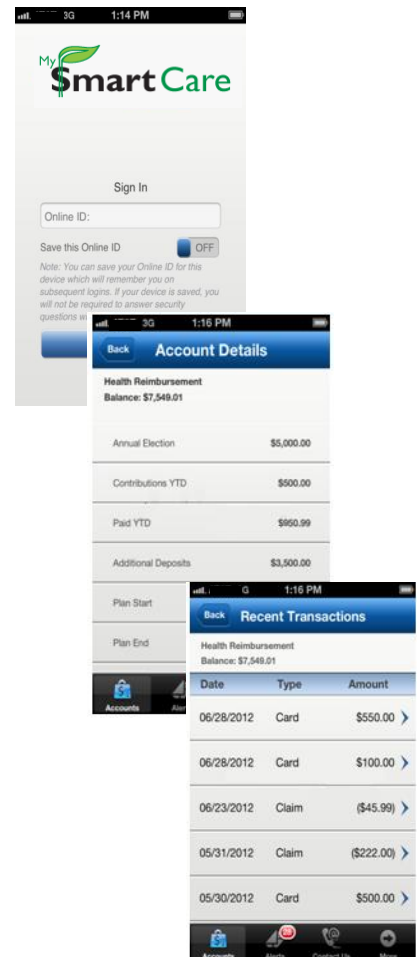 3G 1:14 PM
My
Smart Care
Sign In
Online ID:
Save this Online ID OFF
Note: You can save your Online ID for this
device which will remember you on
subsequent logins. If your device is saved, you
will not be required to answer security
questions
3G 1:16 PM
Back Account Details
Health Reimbursement
Balance: $7,549.01
Annual Election $5,000.00
Contributions YTD $500.00
Paid YTD $950.99
Additional Deposits $3,500.00
Plan Start
Plan End
Accounts
G 1:16 PM
Back Recent Transactions
Health Reimbursement
Balance: $7,549.01
Date Type Amount
06/28/2012 Card $550.00
06/28/2012 Card $100.00
06/23/2012 Claim ($45.99)
05/31/2012 Claim ($222.00)
05/30/2012 Card $500.00
Accounts Alerts Contact Us More